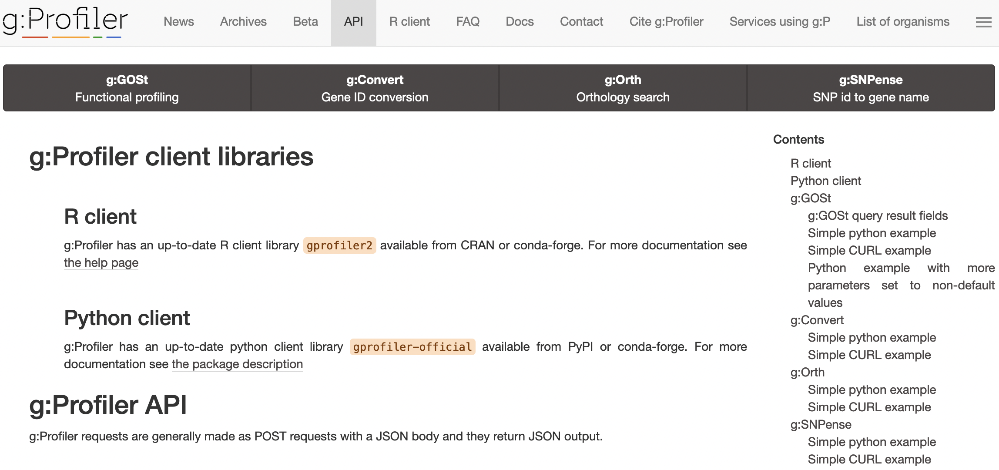 g:Profiler
News Archives Beta API R client FAQ Docs Contact Cite g:Profiler Services using g:P List of organisms
g:GOSt
Functional profiling
g:Convert
Gene ID conversion
g:Orth
Orthology search
g:SNPense
SNP id to gene name
g:Profiler client libraries
R client
g:Profiler has an up-to-date R client library gprofiler2 available from CRAN or conda-forge. For more documentation see
the help page
Python client
g:Profiler has an up-to-date python client library gprofiler-official available from PyPI or conda-forge. For more
documentation see the package description
g:Profiler API
g:Profiler requests are generally made as POST requests with a JSON body and they return JSON output.
Contents
R client
Python client
g:GOSt
g:GOSt query result fields
Simple python example
Simple CURL example
Python example with more
parameters set to non-default
values
g:Convert
Simple python example
Simple CURL example
g:Orth
Simple python example
Simple CURL example
g:SNPense
Simple python example
Simple CURL example